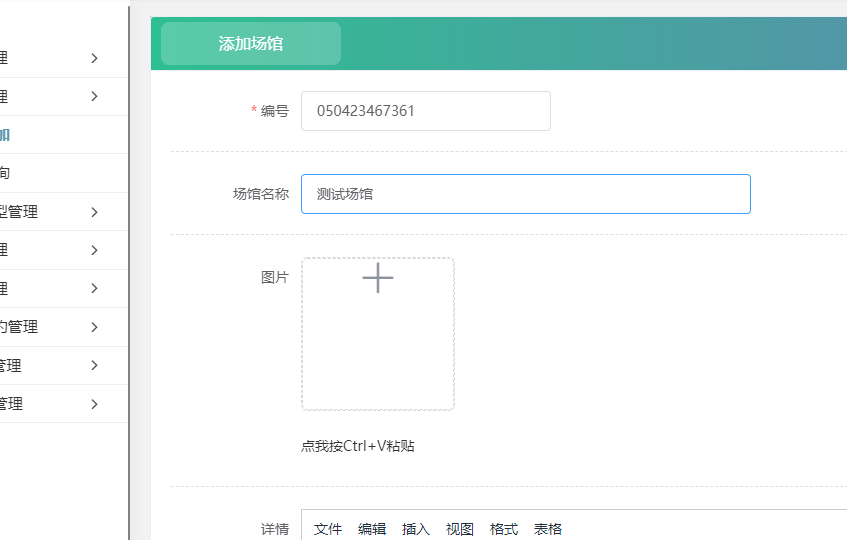 理
理
加
询
型管理
理
理
约管理
管理
管理
添加场馆
* 编号 050423467361
场馆名称 测试场馆
图片
点我按Ctrl+V粘贴
详情 文件 编辑 插入 视图 格式 表格